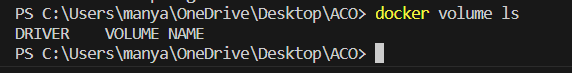 PS C:\Users\manya\OneDrive\Desktop\ACO> docker volume ls
DRIVER    VOLUME NAME
PS C:\Users\manya\OneDrive\Desktop\ACO>